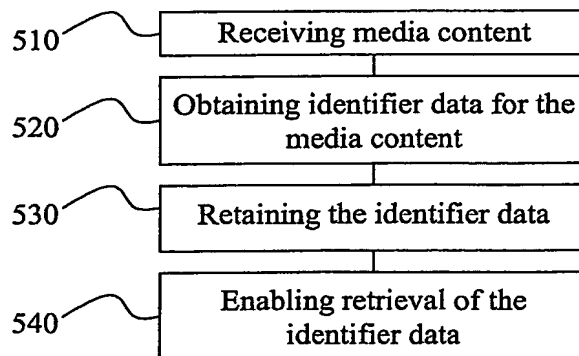 510
Receiving media content
520
Obtaining identifier data for the
media content
530
Retaining the identifier data
540
Enabling retrieval of the
identifier data